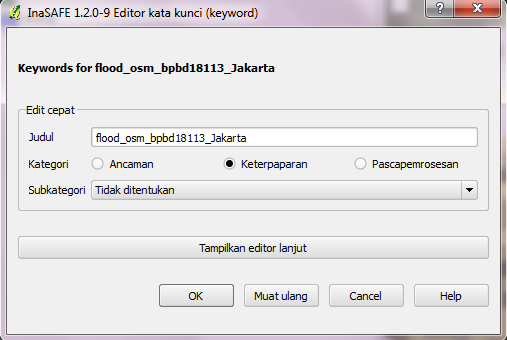 InaSAFE 1.2.0-9 Editor kata kunci (keyword)
Keywords for flood_osm_bpbd18113_Jakarta
Edit cepat
Judul flood_osm_bpbd18113_Jakarta
Kategori Ancaman Keterpaparan Pascapemrosesan
Subkategori Tidak ditentukan
Tampilkan editor lanjut
OK Muat ulang Cancel Help